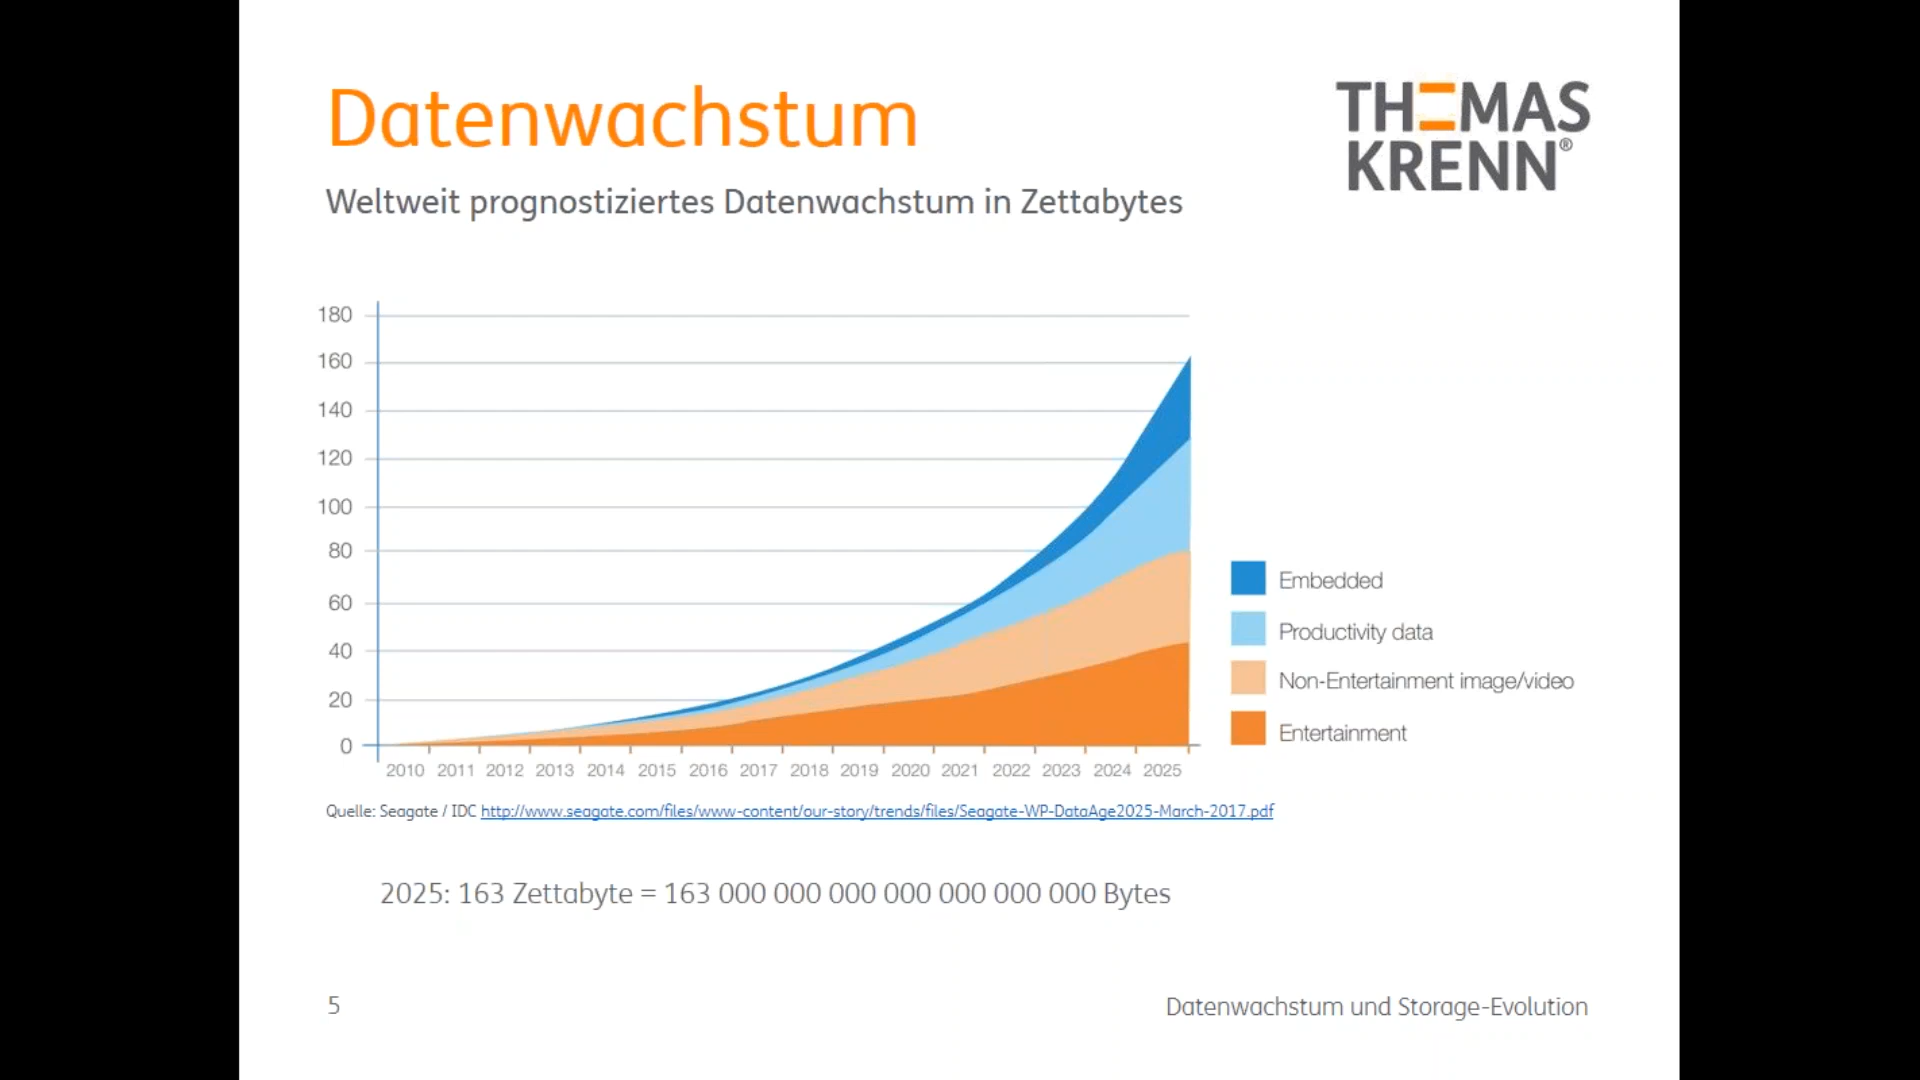 Datenwachstum
THOMAS
KRENN®
Weltweit prognostiziertes Datenwachstum in Zettabytes
180
160
140
120
100
80
60
40
20
0
2010 2011 2012 2013 2014 2015 2016 2017 2018 2019 2020 2021 2022 2023 2024 2025
Embedded
Productivity data
Non-Entertainment image/video
Entertainment
Quelle: Seagate / IDC http://www.seagate.com/files/www-content/our-story/trends/files/Seagate-WP-DataAge2025-March-2017.pdf
2025: 163 Zettabyte = 163 000 000 000 000 000 000 000 Bytes
5
Datenwachstum und Storage-Evolution